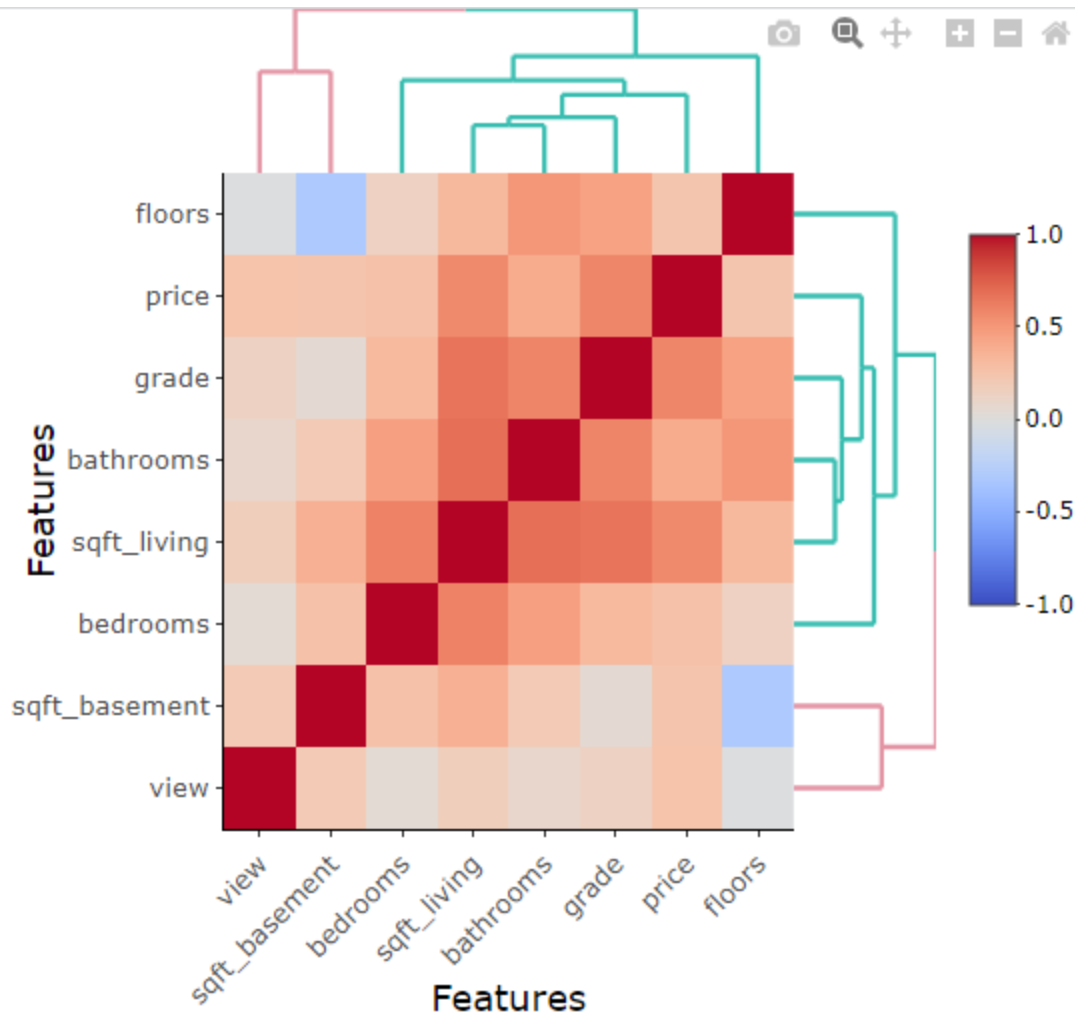 floors
price
grade
bathrooms
sqft_living
bedrooms
sqft_basement
view
Features
view
sqft_basement
bedrooms
sqft_living
bathrooms
grade
price
floors
Features
1.0
0.5
0.0
-0.5
-1.0